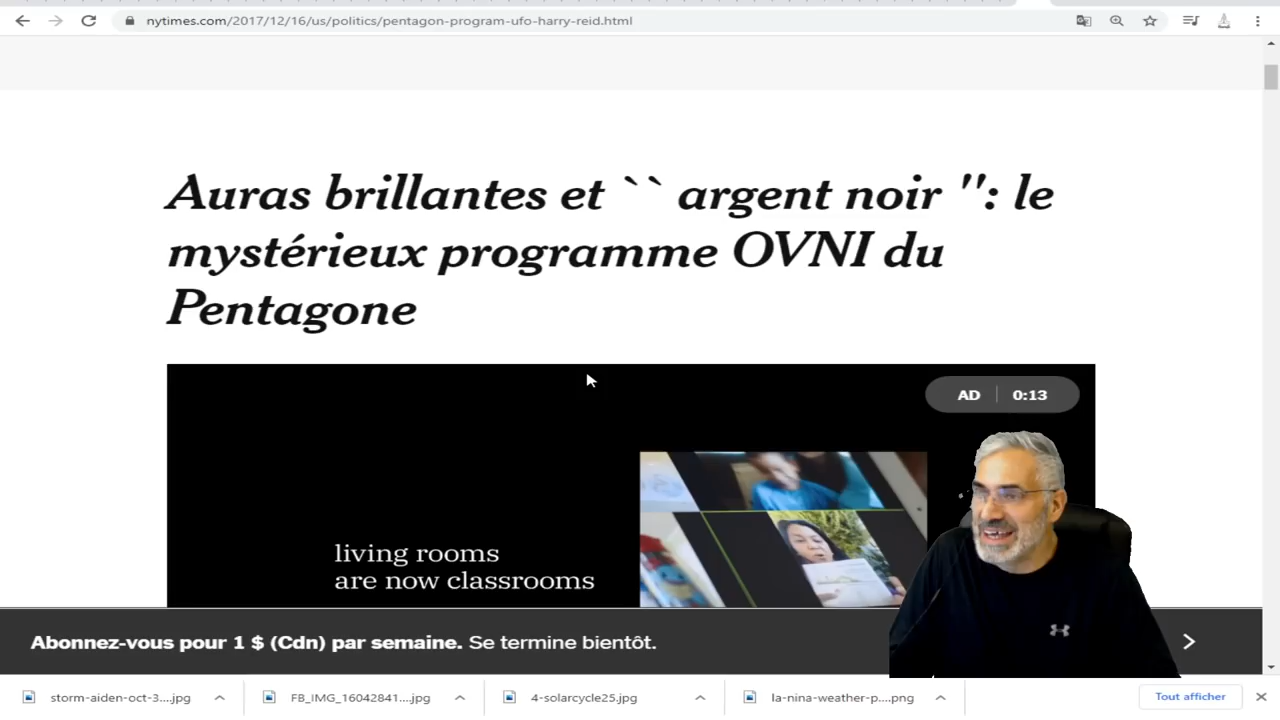 nytimes.com/2017/12/16/us/politics/pentagon-program-ufo-harry-reid.html
Auras brillantes et `` argent noir '': le
mystérieux programme OVNI du
Pentagone
AD 0:13
living rooms
are now classrooms
Abonnez-vous pour 1 $ (Cdn) par semaine. Se termine bientôt.
storm-aiden-oct-3....jpg
FB_IMG_16042841....jpg
4-solarcycle25.jpg
la-nina-weather-p....png
Tout afficher